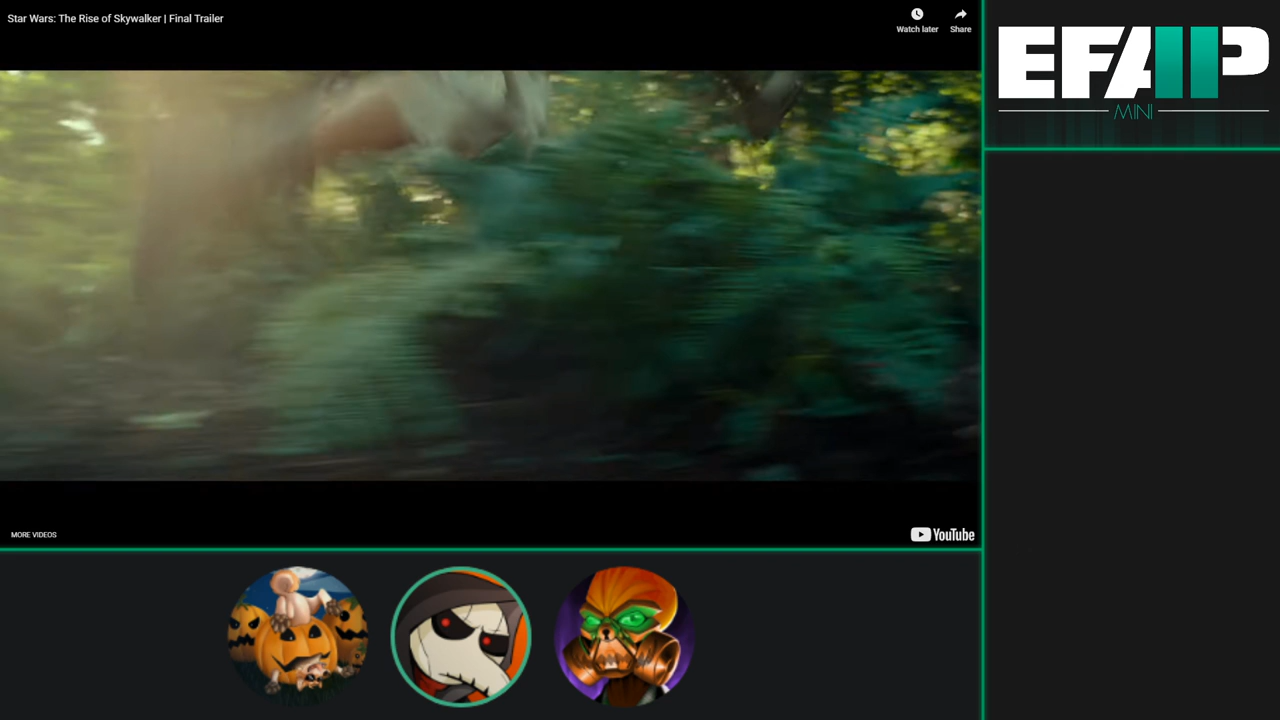 Star Wars: The Rise of Skywalker | Final Trailer
Watch later
Share
EFAP
MINI
MORE VIDEOS
YouTube